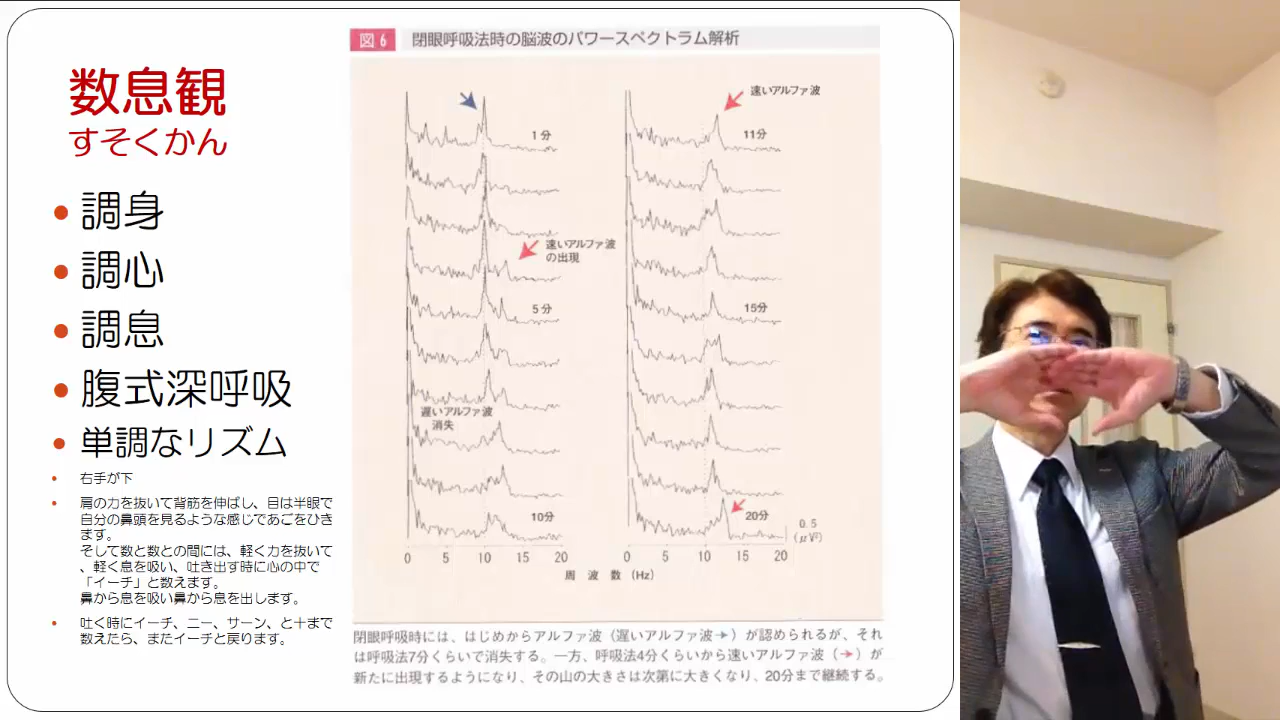 数息観
すそくかん
• 調身
• 調心
• 調息
• 腹式深呼吸
• 単調なリズム
• 右手が下
• 肩の力を抜いて背筋を伸ばし、目は半眼で
自分の鼻頭を見るような感じであごをひき
ます。
そして数と数との間には、軽く力を抜いて
、軽く息を吸い、吐き出す時に心の中で
「イーチ」と数えます。
鼻から息を吸い鼻から息を出します。
• 吐く時にイーチ、ニー、サーン、と十まで
数えたら、またイーチと戻ります。
図6 閉眼呼吸法時の脳波のパワースペクトラム解析
1分
速いアルファ波
の出現
5分
遅いアルファ波
消失
10分
0 5 10 15 20
速いアルファ波
11分
15分
20分
0.5
(μV²)
0 5 10 15 20
周波数 (Hz)
閉眼呼吸時には、はじめからアルファ波（遅いアルファ波→）が認められるが、それ
は呼吸法7分くらいで消失する。一方、呼吸法4分くらいから速いアルファ波（→）が
新たに出現するようになり、その山の大きさは次第に大きくなり、20分まで継続する。